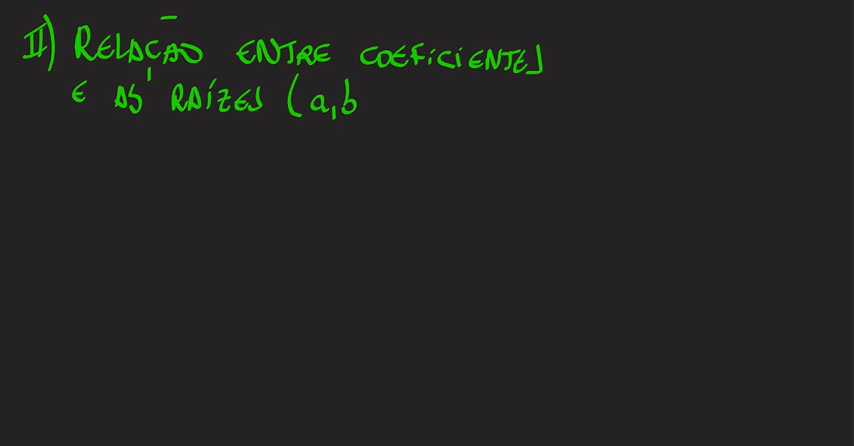 II) RELAÇÃO ENTRE COEFICIENTES
E AS RAÍZES (a,b